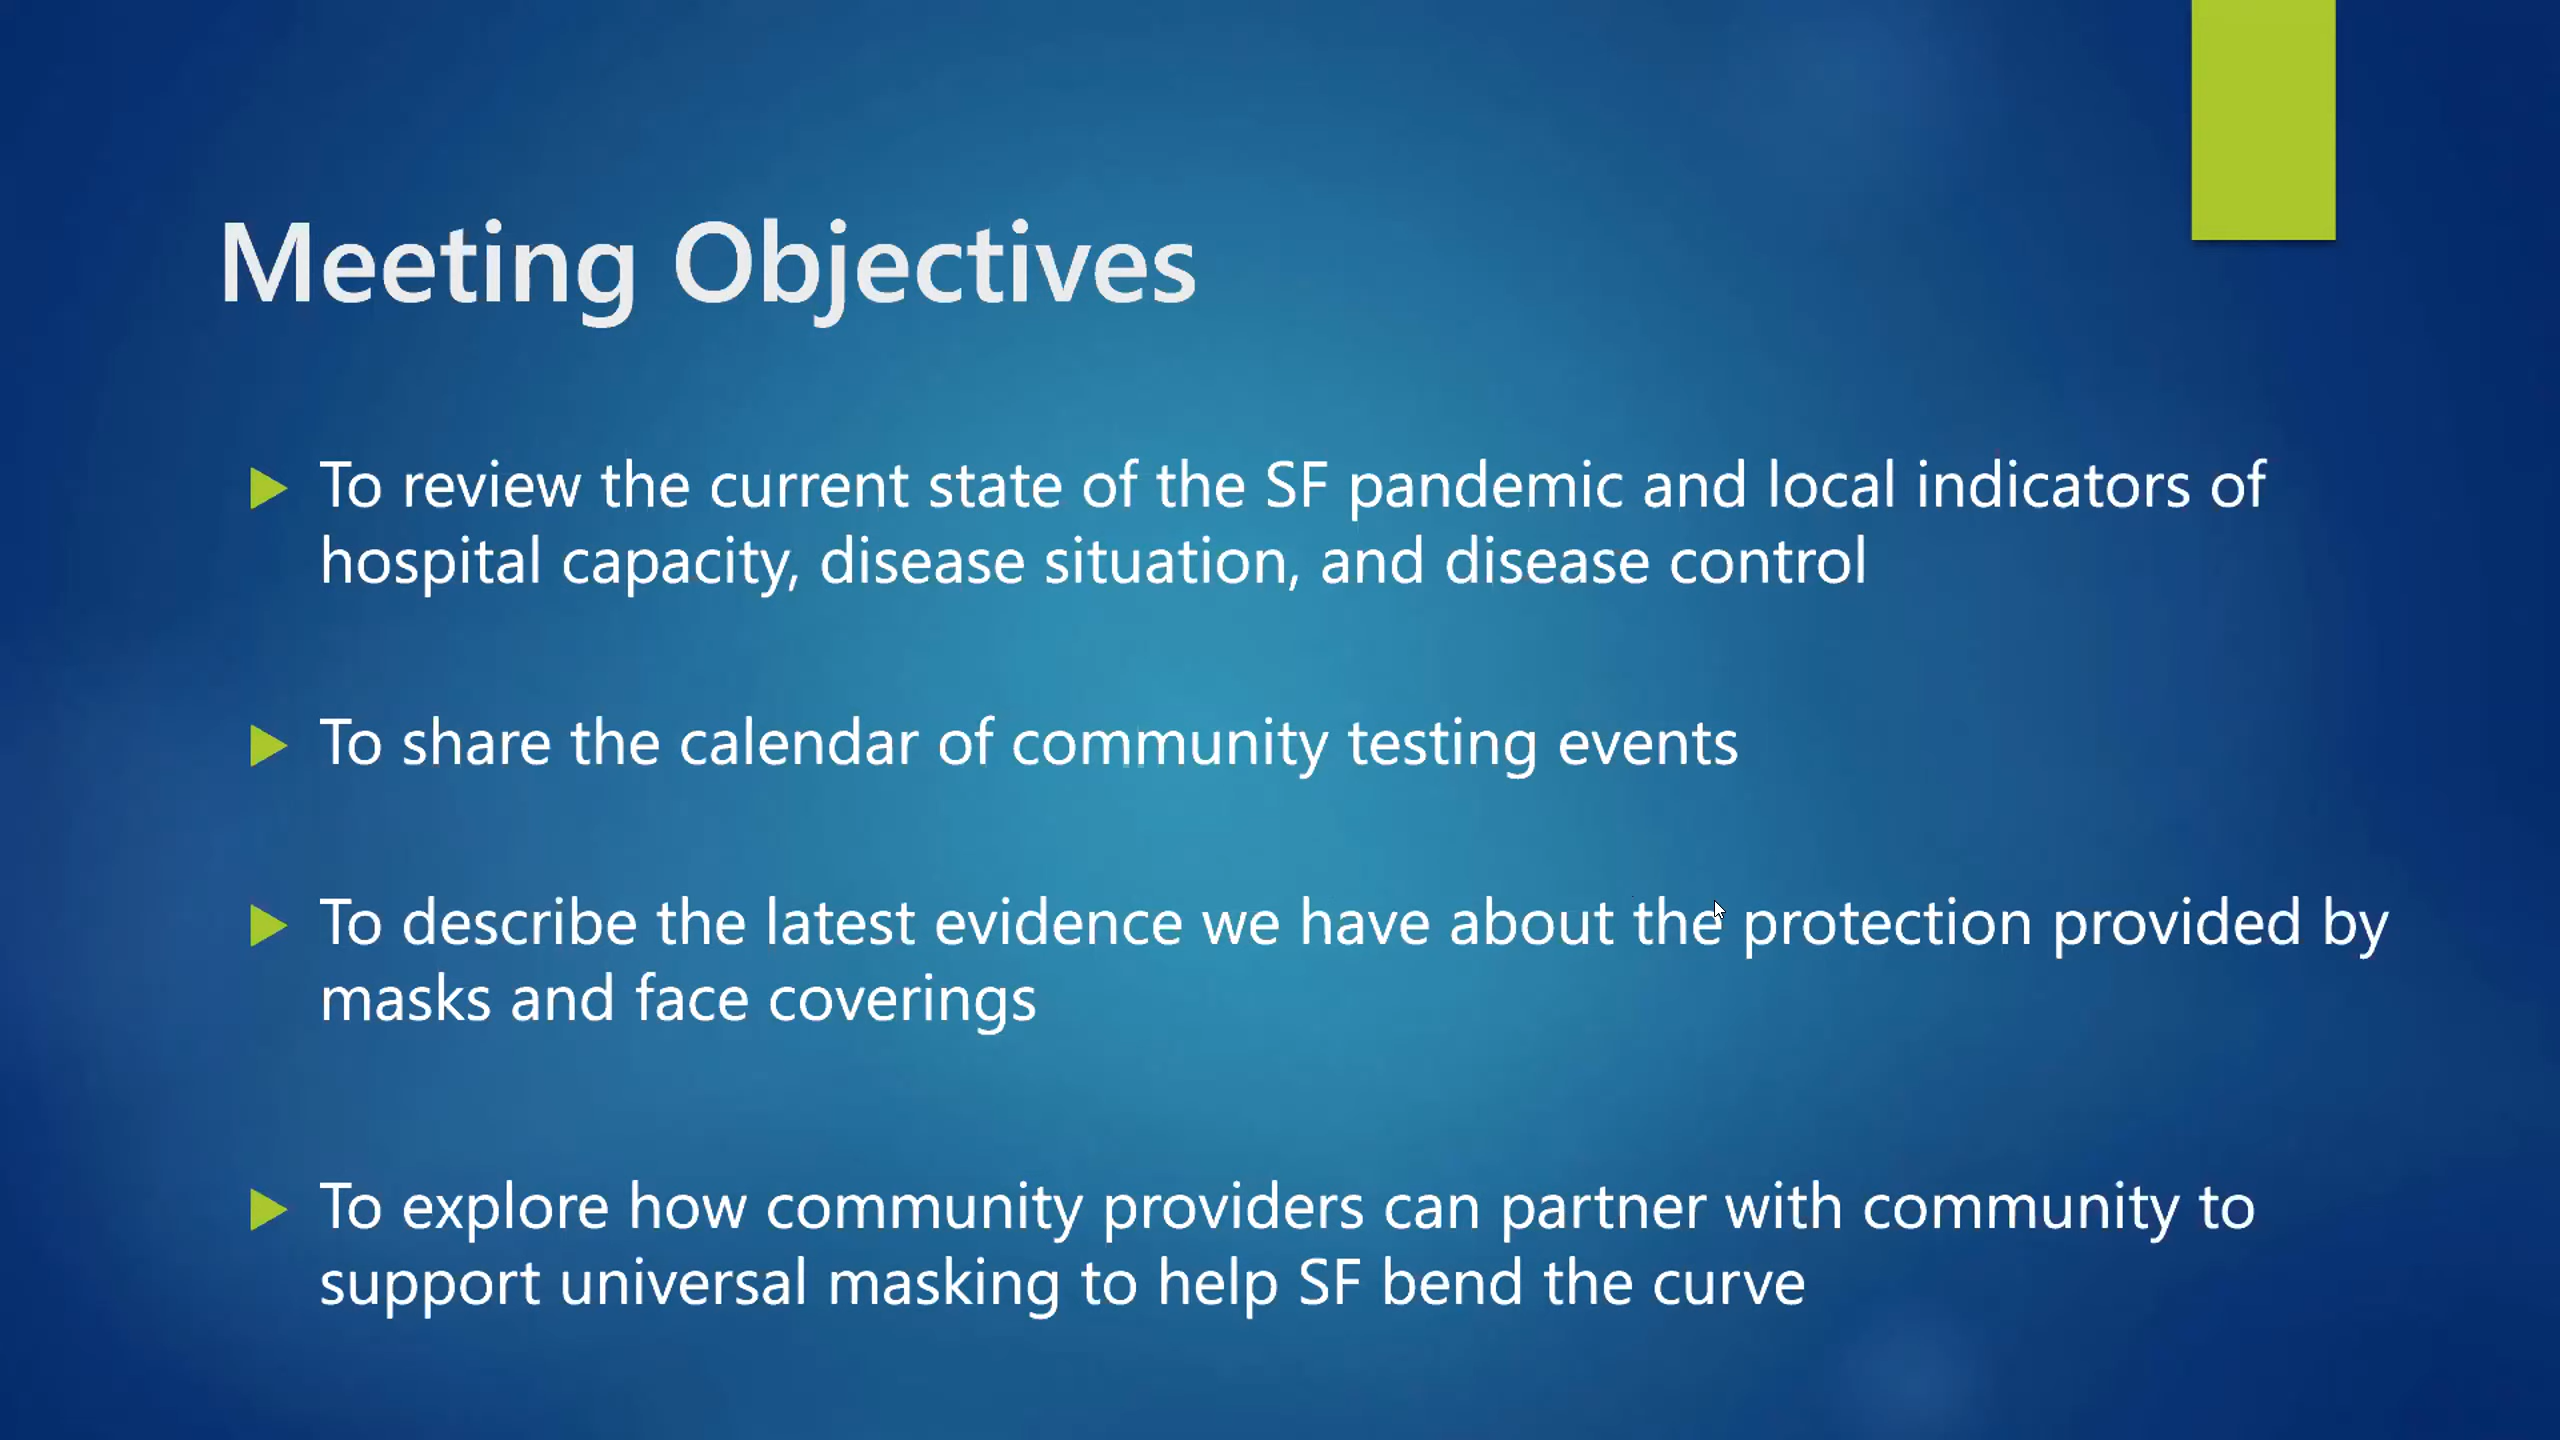 Meeting Objectives
To review the current state of the SF pandemic and local indicators of
hospital capacity, disease situation, and disease control
To share the calendar of community testing events
To describe the latest evidence we have about the protection provided by
masks and face coverings
To explore how community providers can partner with community to
support universal masking to help SF bend the curve